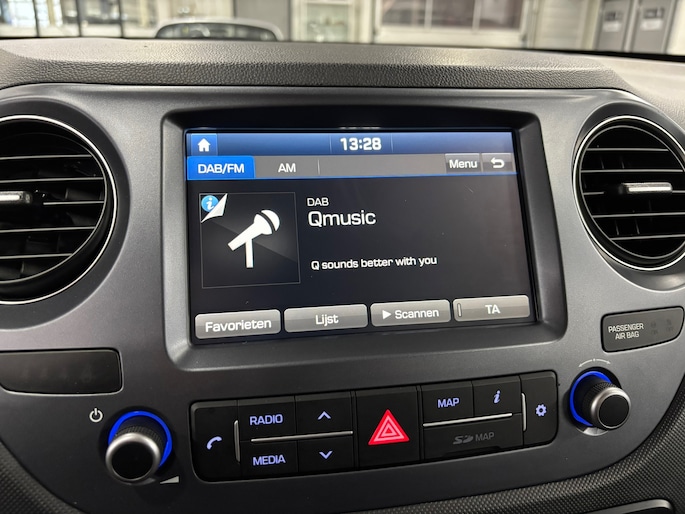 13:28
DAB/FM AM Menu
DAB
Qmusic
Q sounds better with you
Favorieten Lijst Scannen TA
PASSENGER
AIR BAG
RADIO MAP i
MEDIA SD MAP